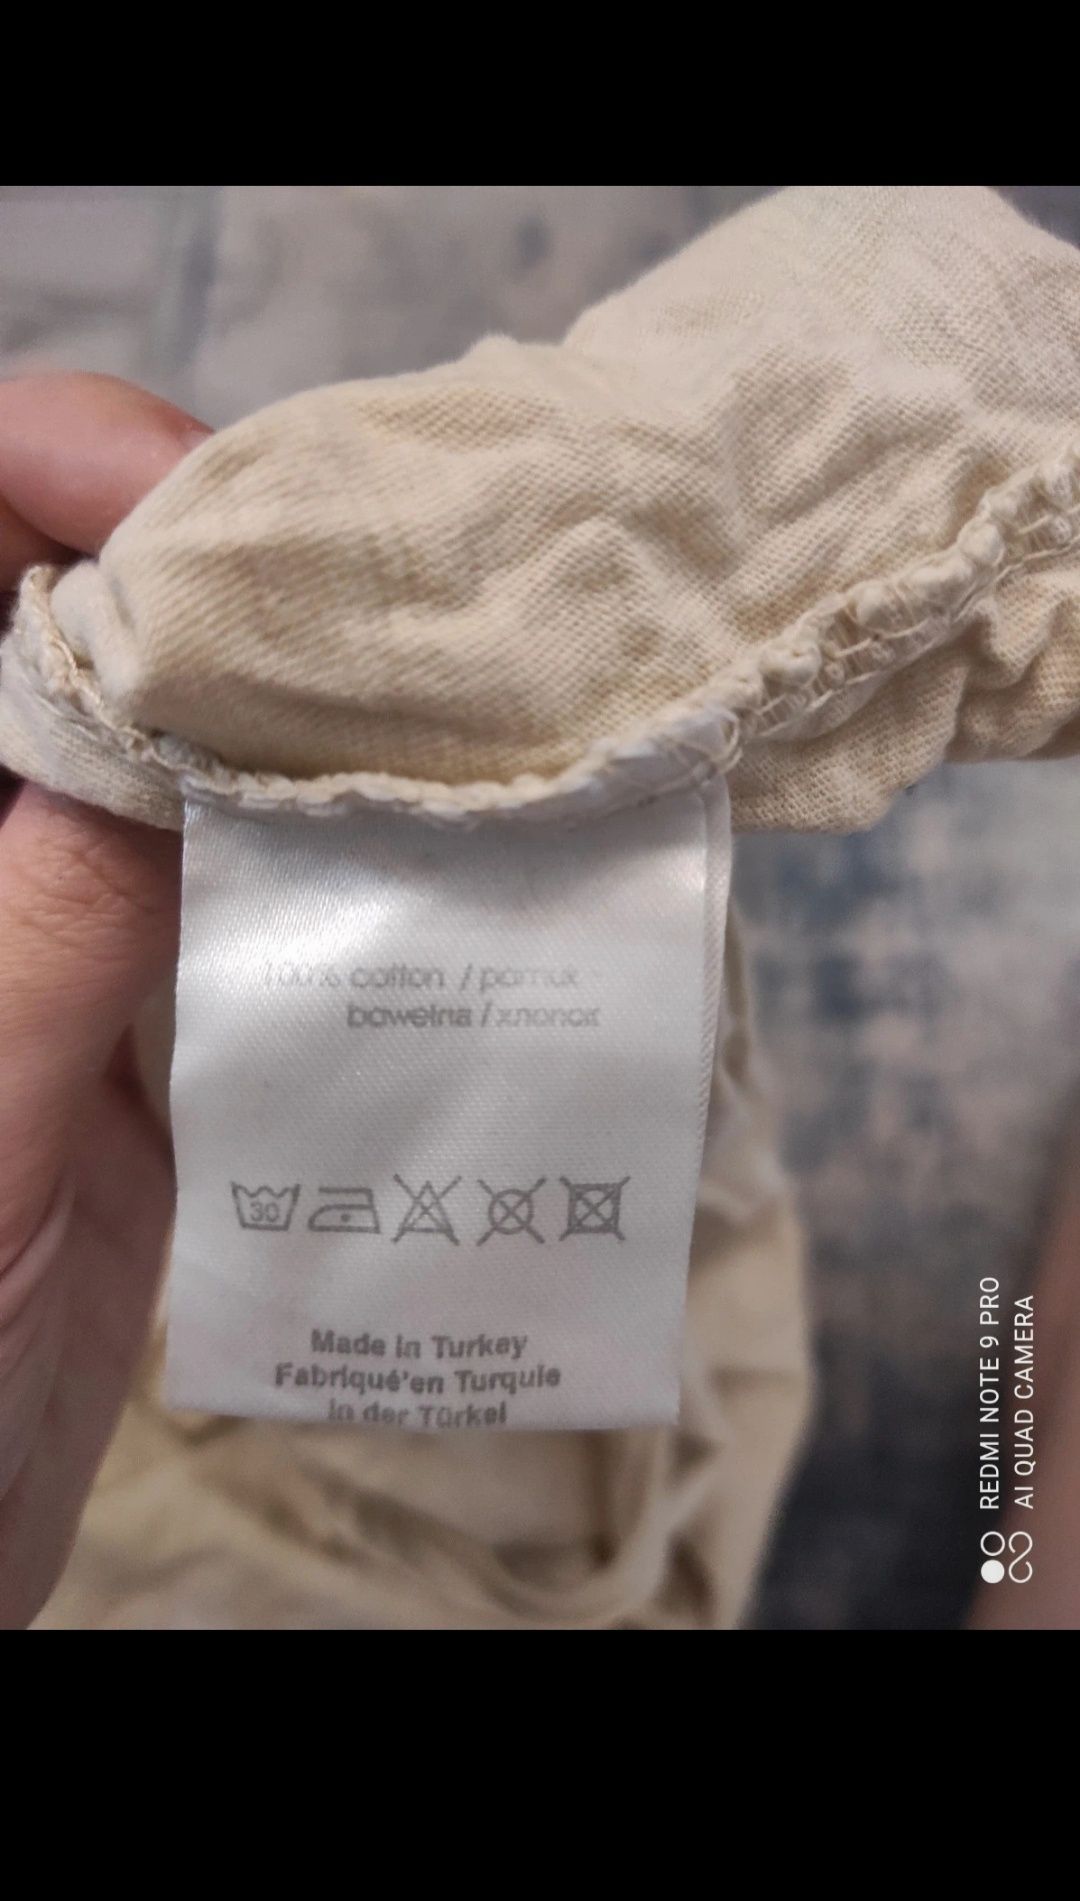 100% cotton / pamuk
bawełna / хлопок
30
Made in Turkey
Fabriqué'en Turquie
in der Türkei
REDMI NOTE 9 PRO
AI QUAD CAMERA